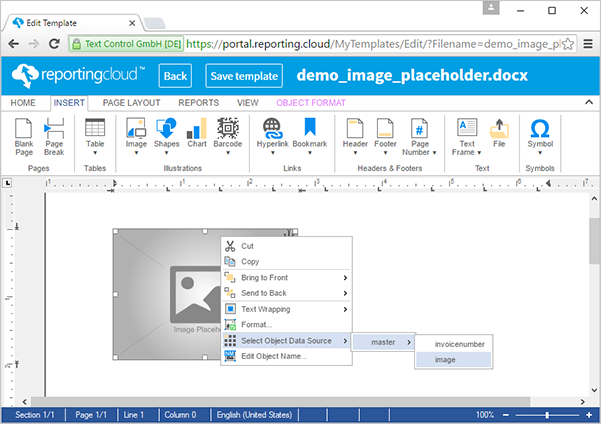 Edit Template
Text Control GmbH [DE] https://portal.reporting.cloud/MyTemplates/Edit/?Filename=demo_image_pl
reportingcloud™ Back Save template demo_image_placeholder.docx
HOME INSERT PAGE LAYOUT REPORTS VIEW OBJECT FORMAT
Blank Page
Page Break
Table
Image
Shapes
Chart
Barcode
Hyperlink
Bookmark
Header
Footer
Page Number
Text Frame
File
Symbol
Pages Tables Illustrations Links Headers & Footers Text Symbols
Image Placeho
Cut
Copy
Bring to Front
Send to Back
Text Wrapping
Format...
Select Object Data Source
Edit Object Name...
master
invoicenumber
image
Section 1/1 Page 1/1 Line 1 Column 0 English (United States) 100%